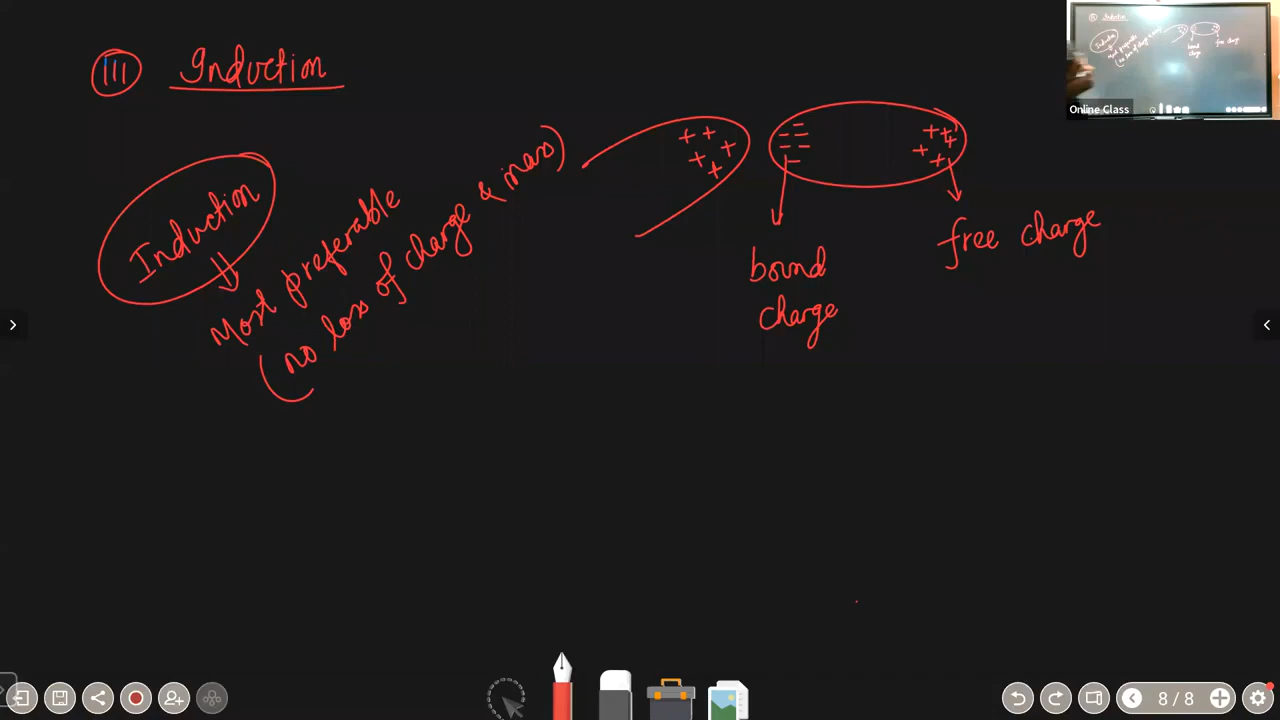 III Induction
Induction
Most preferable
(no loss of charge & mass)
bound
charge
free charge
Online Class
8/8